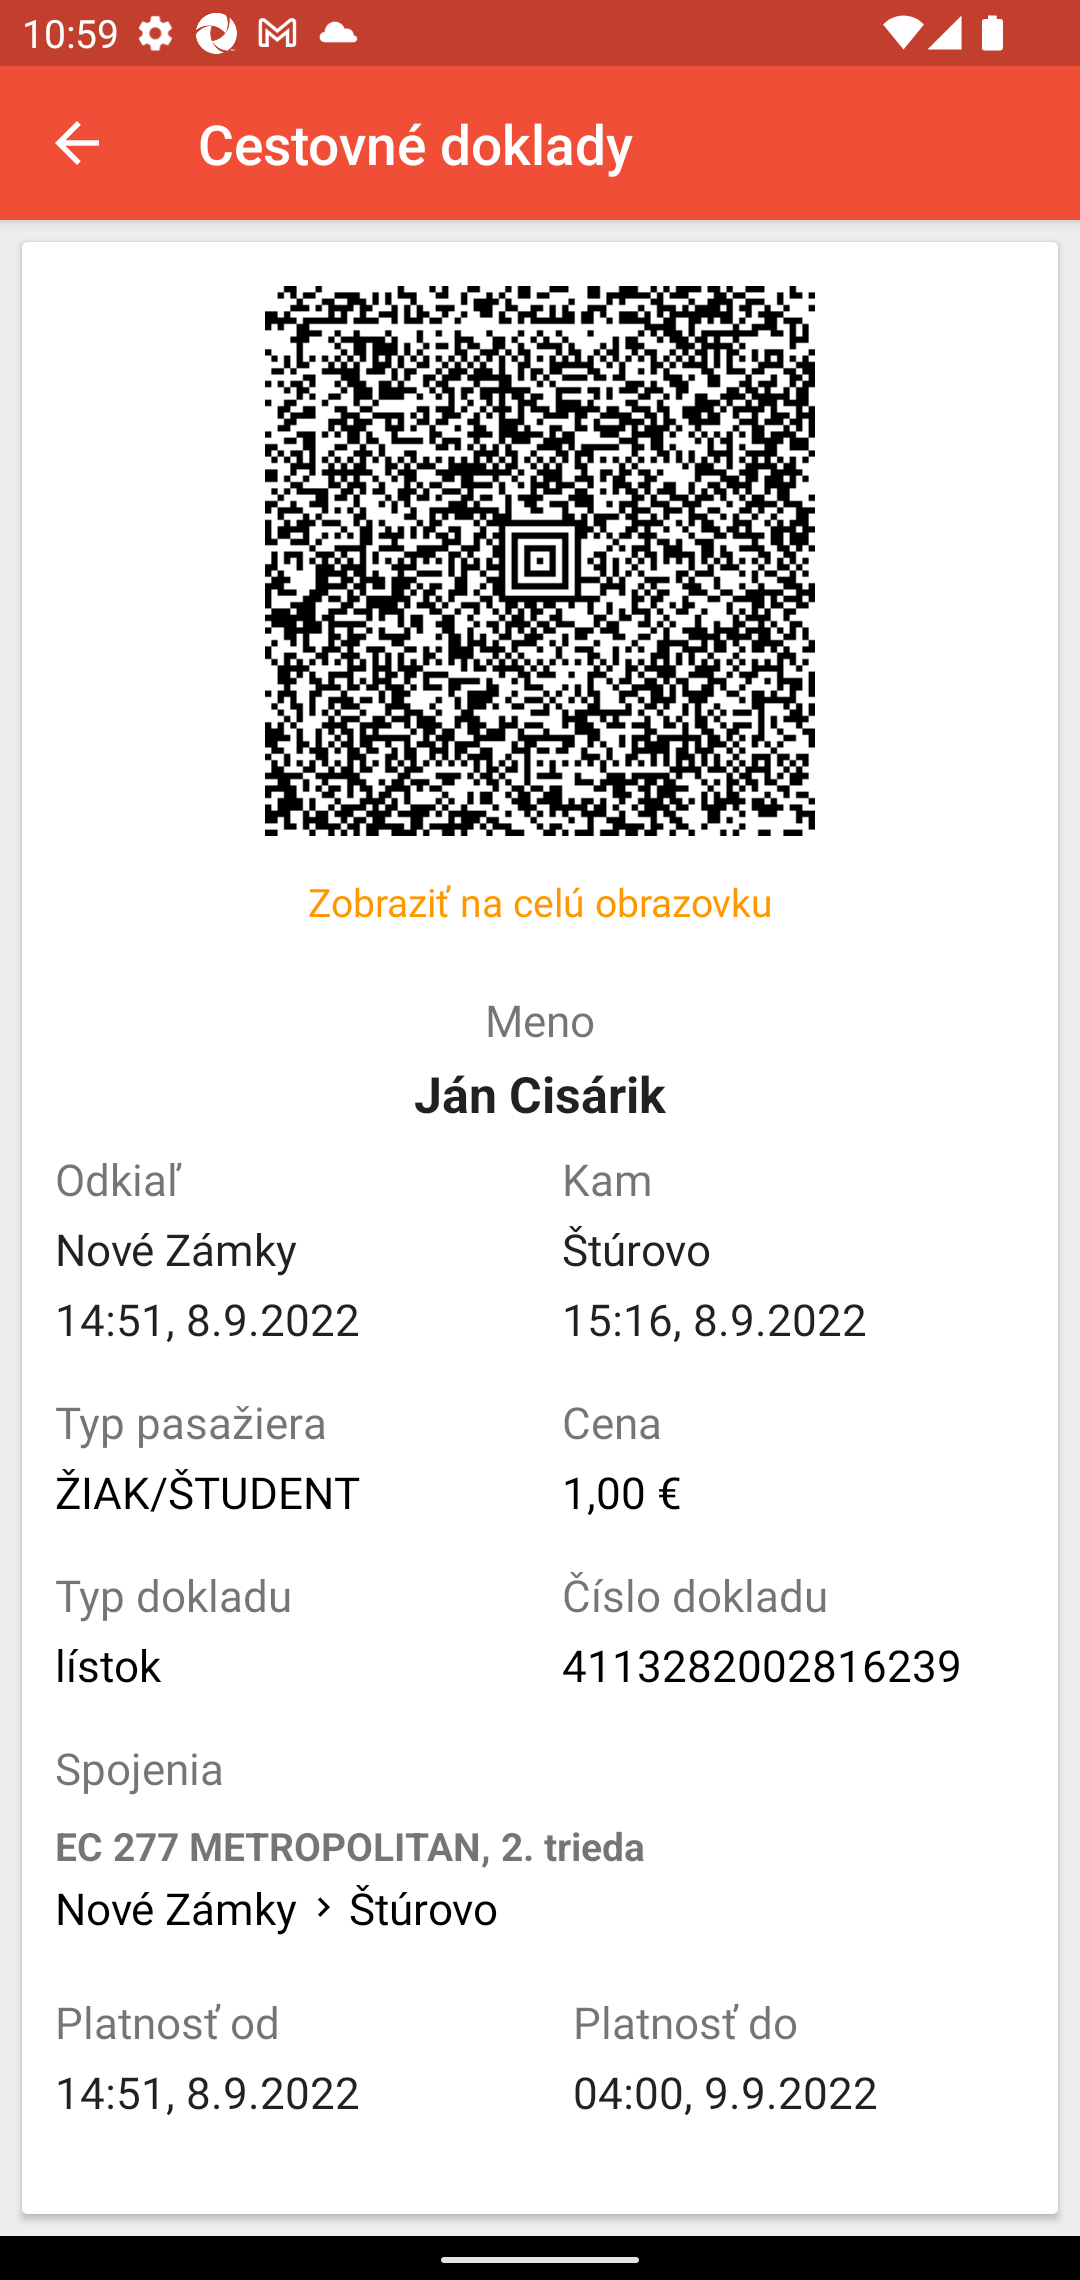 10:59
Cestovné doklady
Zobraziť na celú obrazovku
Meno
Ján Cisárik
Odkiaľ
Kam
Nové Zámky
Štúrovo
14:51, 8.9.2022
15:16, 8.9.2022
Typ pasažiera
Cena
ŽIAK/ŠTUDENT
1,00 €
Typ dokladu
Číslo dokladu
lístok
4113282002816239
Spojenia
EC 277 METROPOLITAN, 2. trieda
Nové Zámky > Štúrovo
Platnosť od
Platnosť do
14:51, 8.9.2022
04:00, 9.9.2022